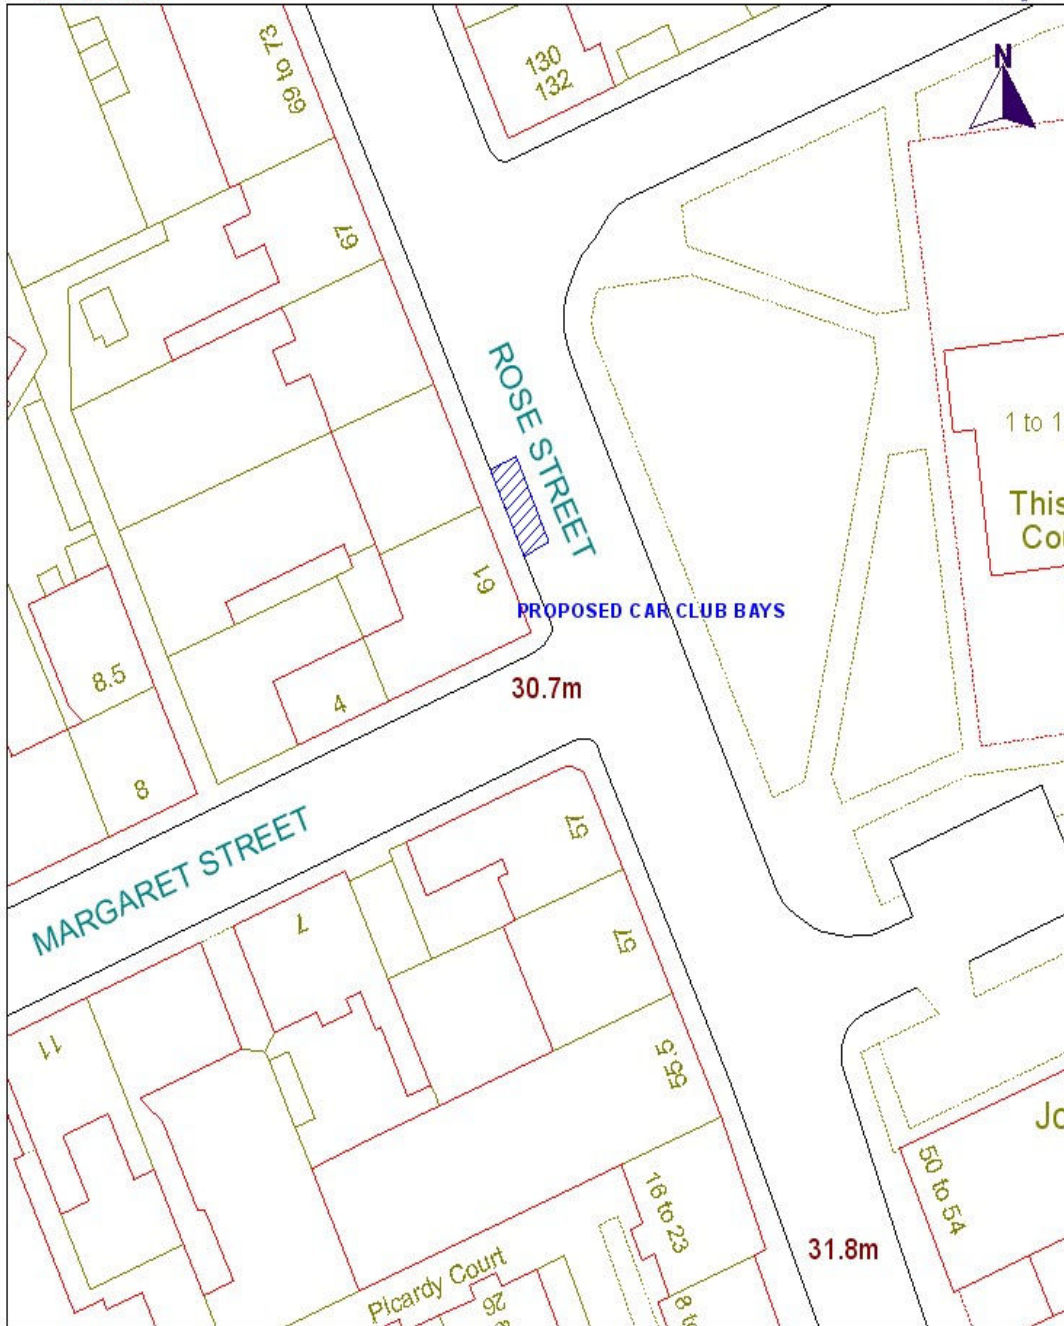 69 to 73
130
132
N
67
ROSE STREET
1 to 1
This
Co
61
PROPOSED CAR CLUB BAYS
8.5
4
30.7m
8
MARGARET STREET
57
7
57
11
55.5
Jo
50 to 54
16 to 23
31.8m
Picardy Court
26
8 to